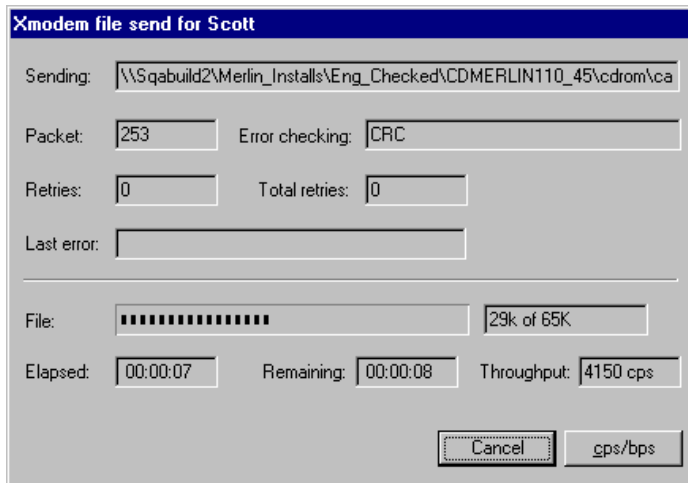 Xmodem file send for Scott
Sending: \\Sqabuild2\Merlin_Installs\Eng_Checked\CDMERLIN110_45\cdrom\ca
Packet: 253 Error checking: CRC
Retries: 0 Total retries: 0
Last error:
File: 29k of 65K
Elapsed: 00:00:07 Remaining: 00:00:08 Throughput: 4150 cps
Cancel cps/bps